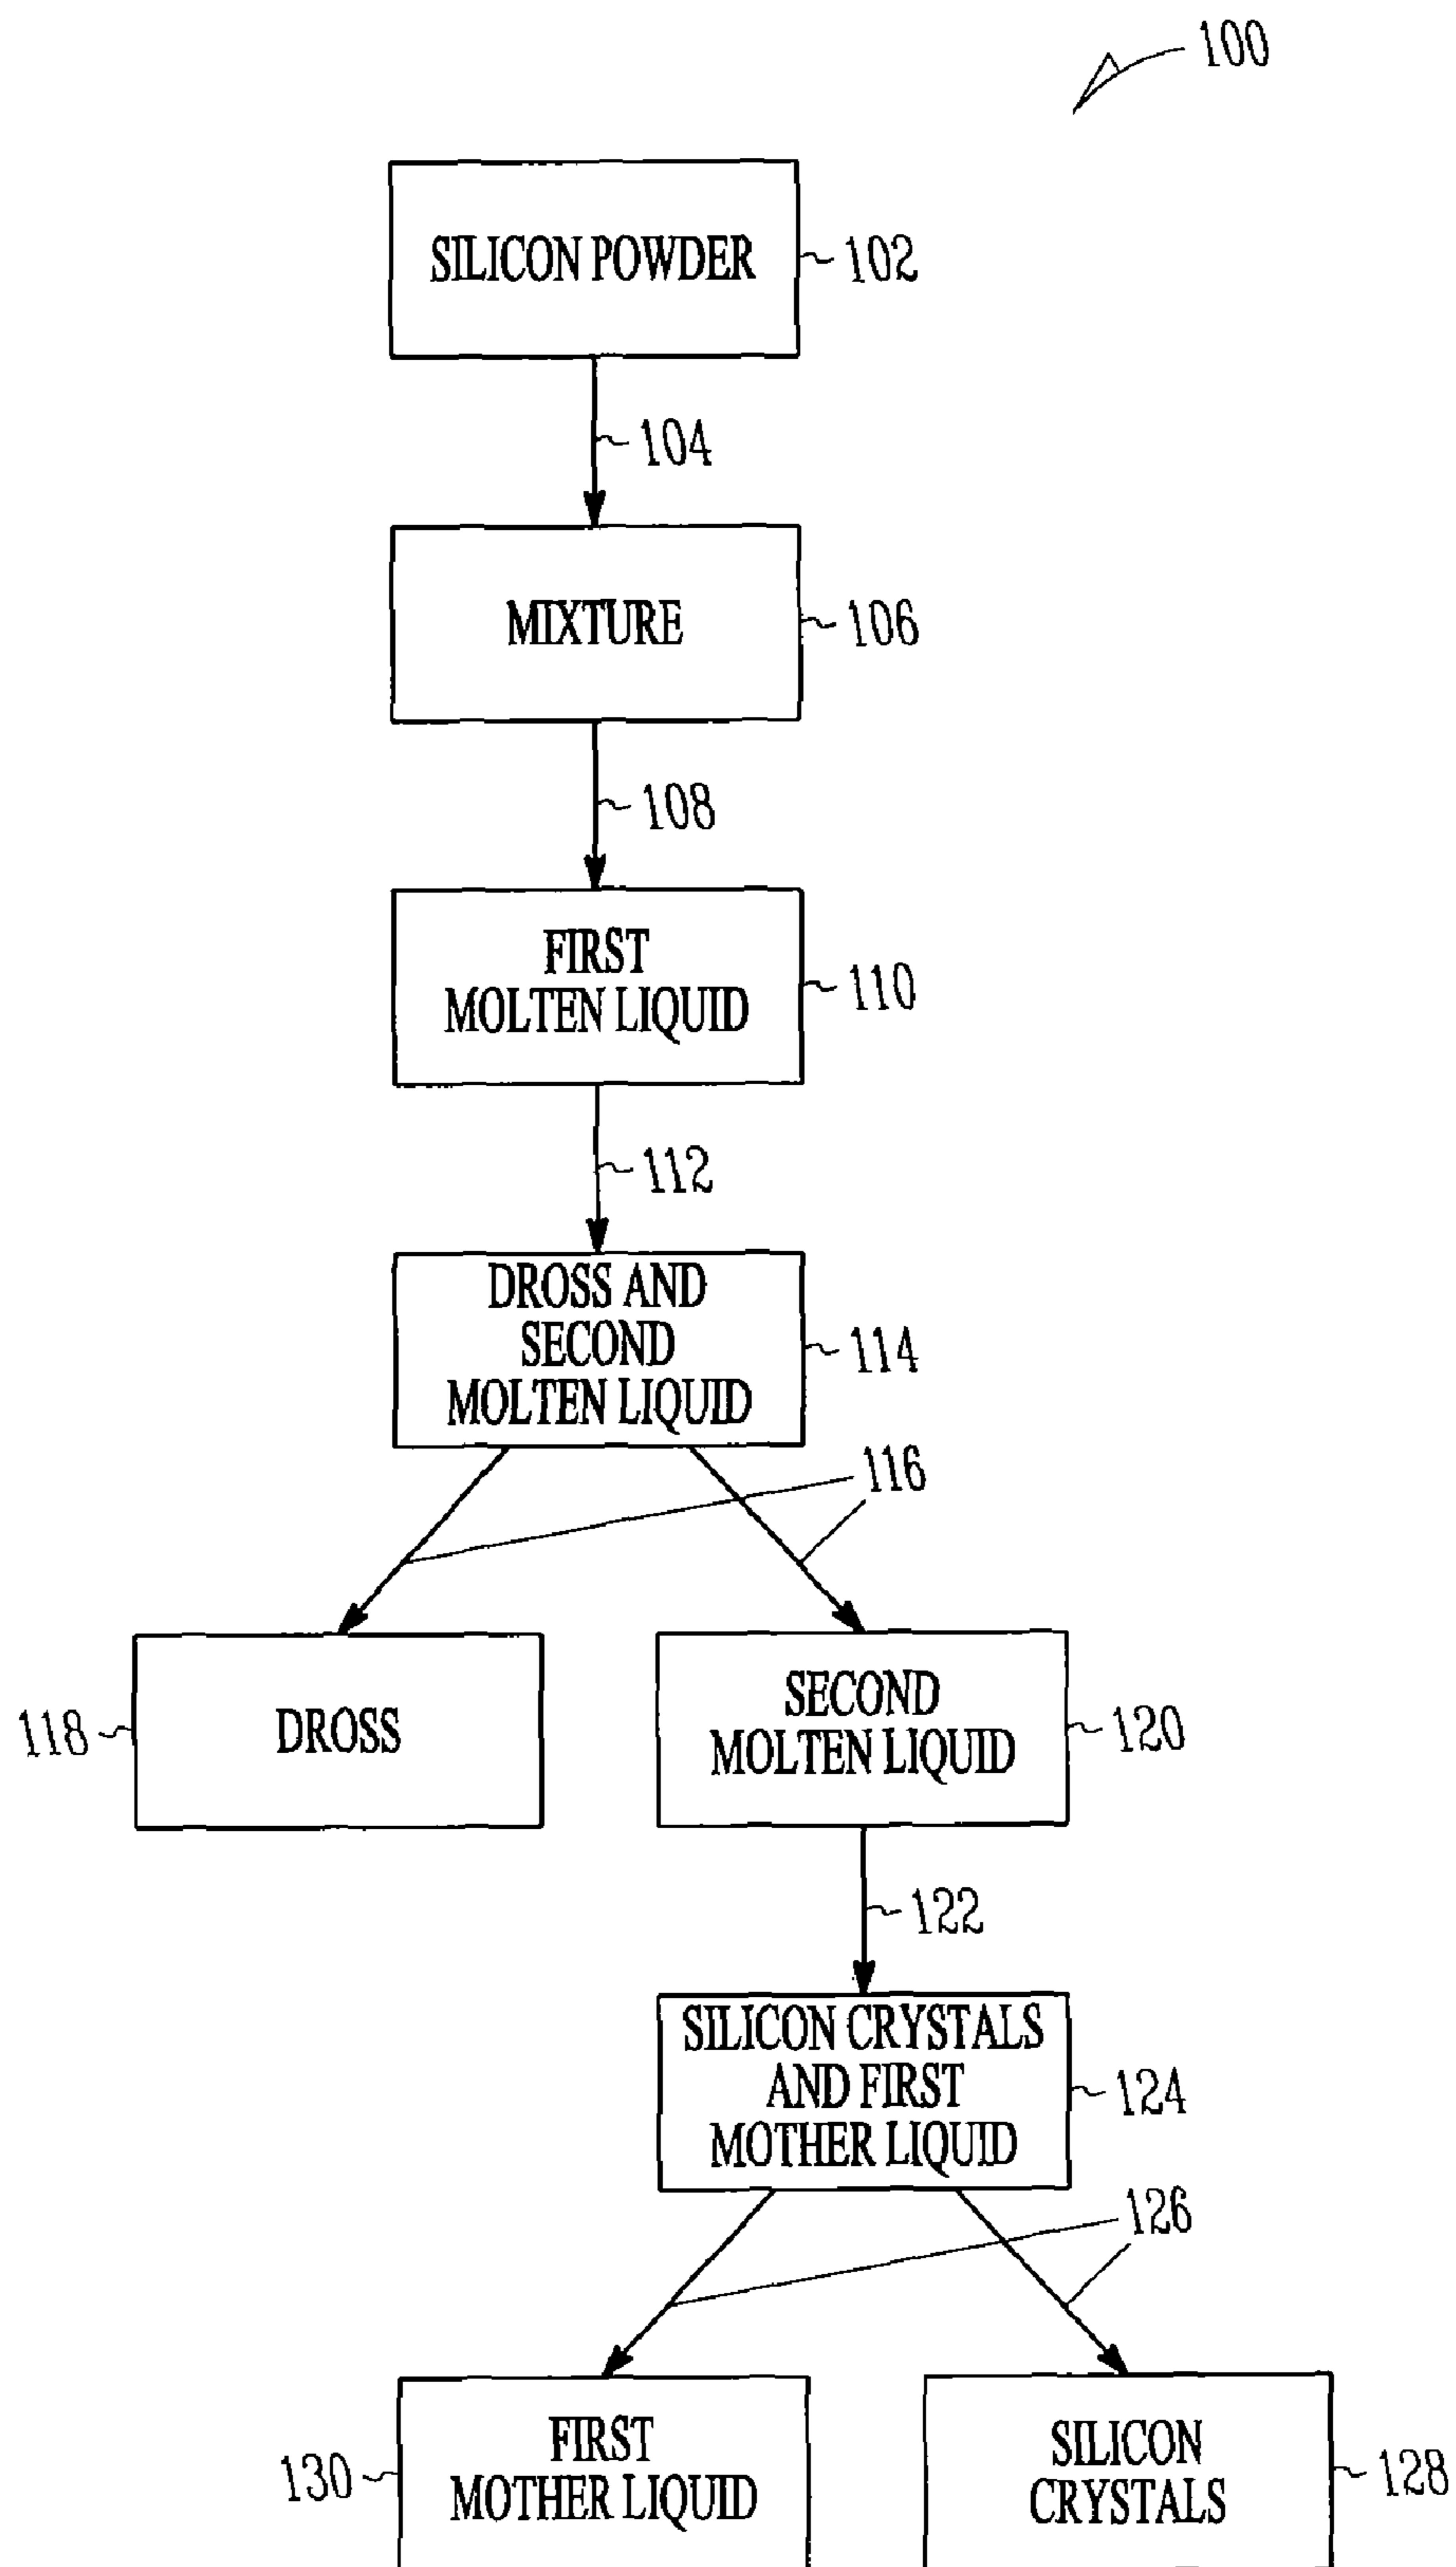 100
SILICON POWDER
102
104
MIXTURE
106
108
FIRST
MOLTEN LIQUID
110
112
DROSS AND
SECOND
MOLTEN LIQUID
114
116
118
DROSS
SECOND
MOLTEN LIQUID
120
122
SILICON CRYSTALS
AND FIRST
MOTHER LIQUID
124
126
130
FIRST
MOTHER LIQUID
SILICON
CRYSTALS
128